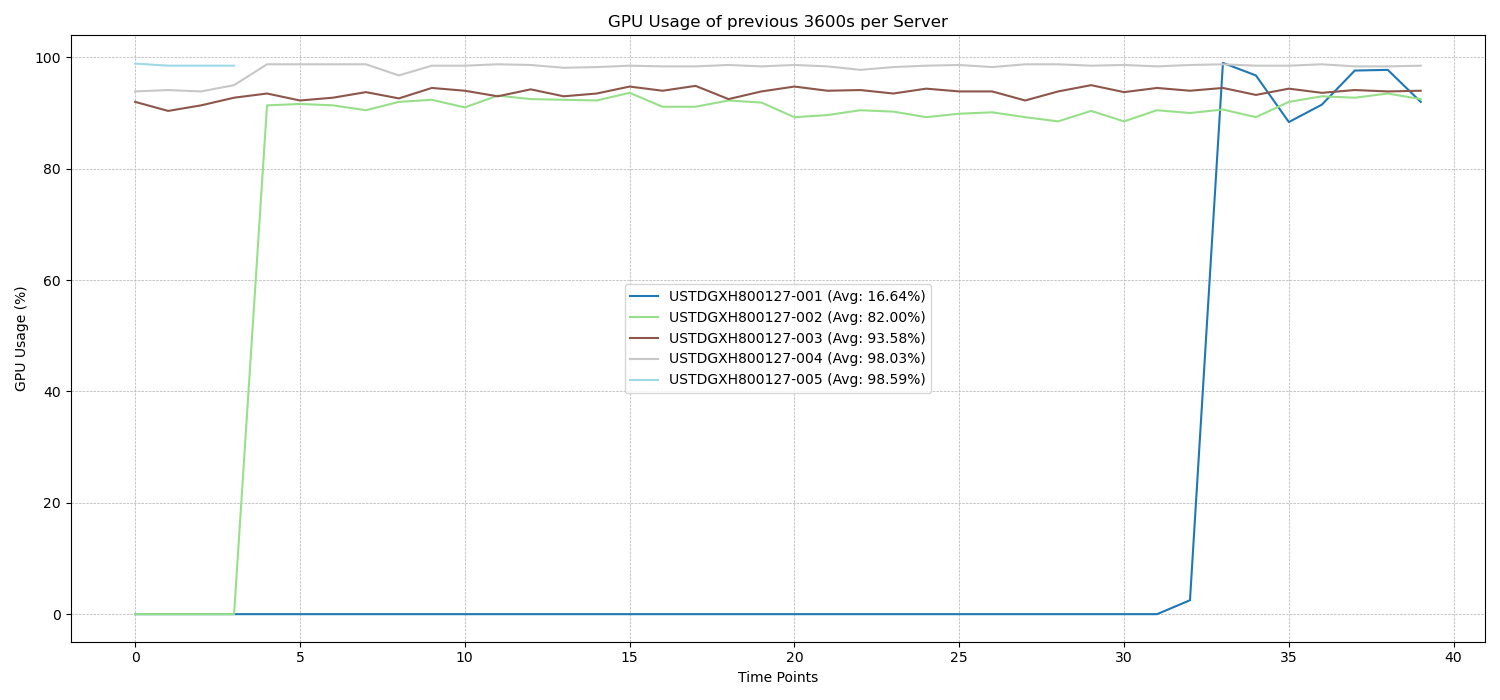 GPU Usage of previous 3600s per Server
GPU Usage (%)
100
80
60
40
20
0
USTDGXH800127-001 (Avg: 16.64%)
USTDGXH800127-002 (Avg: 82.00%)
USTDGXH800127-003 (Avg: 93.58%)
USTDGXH800127-004 (Avg: 98.03%)
USTDGXH800127-005 (Avg: 98.59%)
0 5 10 15 20 25 30 35 40
Time Points